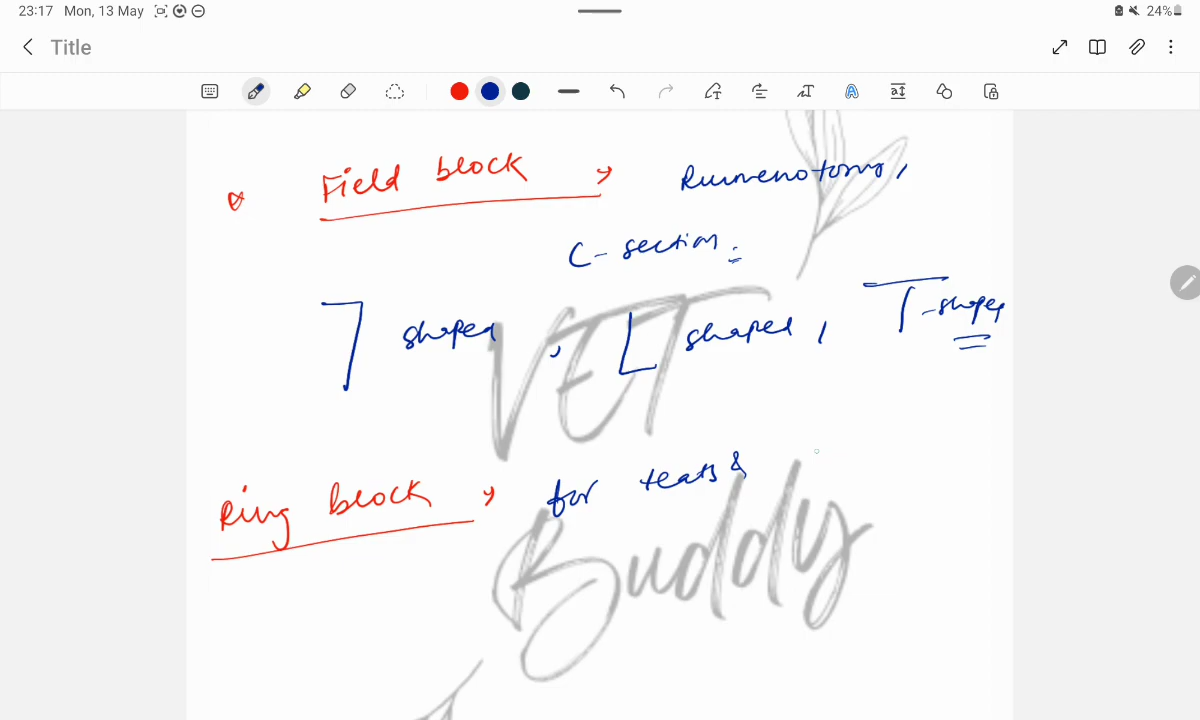 23:17 Mon, 13 May 24%
Title
Field block → Rumenotomy,
C-section.
⅂ shaped, L shaped, T-shaped
Ring block → for teats &
VET
Buddy